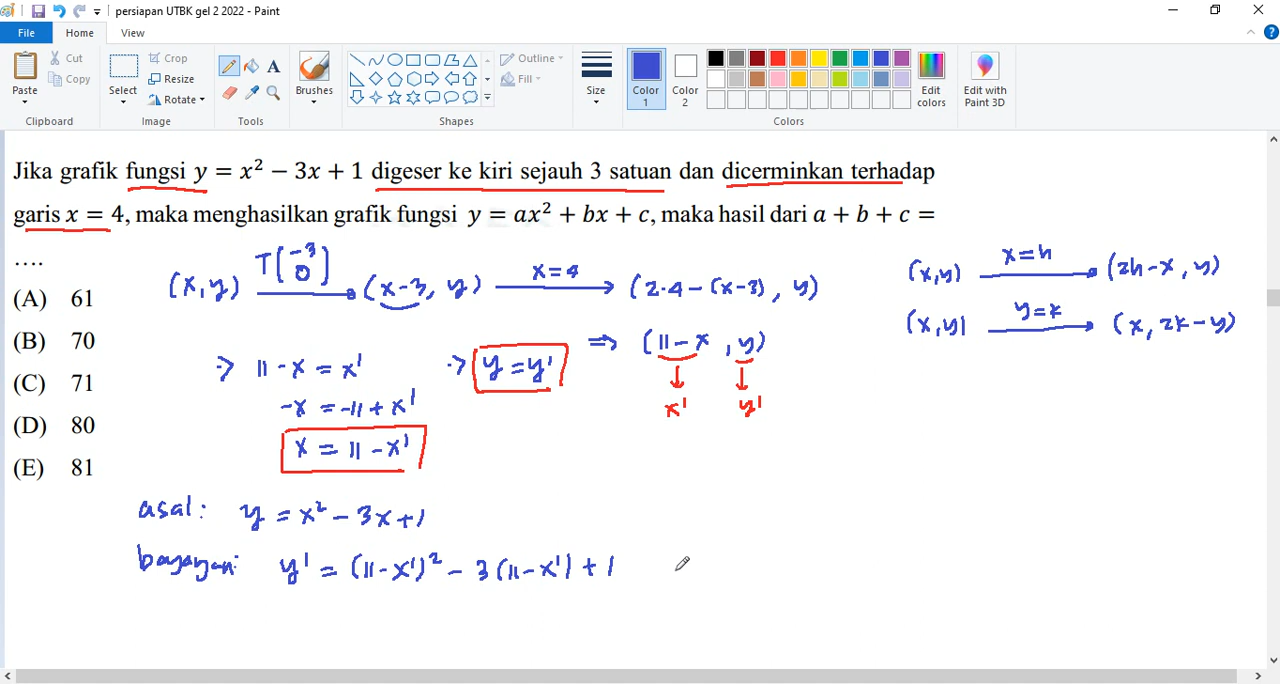 persiapan UTBK gel 2 2022 - Paint
File Home View
Paste Cut Copy
Select Crop Resize Rotate
A
Brushes
Outline Fill
Size
Color 1
Color 2
Edit colors
Edit with Paint 3D
Clipboard Image Tools Shapes Colors
Jika grafik fungsi y = x² − 3x + 1 digeser ke kiri sejauh 3 satuan dan dicerminkan terhadap
garis x = 4, maka menghasilkan grafik fungsi y = ax² + bx + c, maka hasil dari a + b + c =
....
(A) 61
(B) 70
(C) 71
(D) 80
(E) 81
(x,y) T(-3 0) (x-3, y) x=4 (2·4-(x-3), y)
⇒ (11-x, y)
x' y'
-> 11-x = x' -> y = y'
-x = -11 + x'
x = 11 - x'
(x,y) x=h (2h-x, y)
(x,y) y=k (x, 2k-y)
asal: y = x² - 3x + 1
bayayan: y' = (11-x')² - 3(11-x') + 1